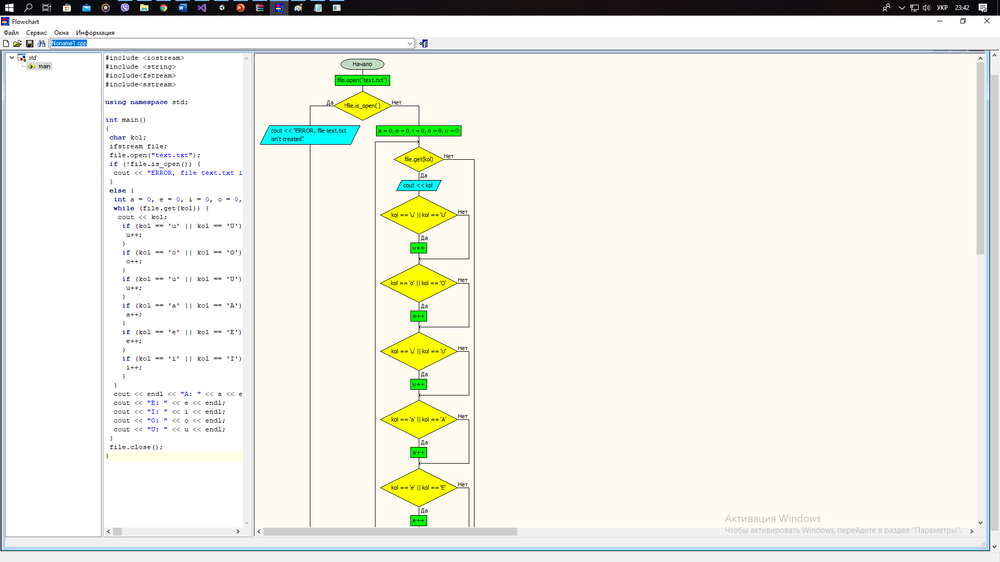 УКР
23:42
Flowchart
Файл Сервис Окна Информация
Noname1.cpp
std
main
#include <iostream>
#include <string>
#include<fstream>
#include<sstream>
using namespace std;
int main()
{
char kol;
ifstream file;
file.open("text.txt");
if (!file.is_open()) {
cout << "ERROR, file text.txt i
}
else {
int a = 0, e = 0, i = 0, o = 0,
while (file.get(kol)) {
cout << kol;
if (kol == 'u' || kol == 'U')
u++;
}
if (kol == 'o' || kol == 'O')
o++;
}
if (kol == 'u' || kol == 'U')
u++;
}
if (kol == 'a' || kol == 'A')
a++;
}
if (kol == 'e' || kol == 'E')
e++;
}
if (kol == 'i' || kol == 'I')
i++;
}
}
cout << endl << "A: " << a << e
cout << "E: " << e << endl;
cout << "I: " << i << endl;
cout << "O: " << o << endl;
cout << "U: " << u << endl;
}
file.close();
}
Начало
file.open("text.txt")
Да
!file.is_open( )
Нет
cout << "ERROR, file text.txt
isn't created"
a = 0, e = 0, i = 0, o = 0, u = 0
file.get(kol)
Нет
Да
cout << kol
kol == 'u' || kol == 'U'
Нет
Да
u++
kol == 'o' || kol == 'O'
Нет
Да
o++
kol == 'u' || kol == 'U'
Нет
Да
u++
kol == 'a' || kol == 'A'
Нет
Да
a++
kol == 'e' || kol == 'E'
Нет
Да
e++
Активация Windows
Чтобы активировать Windows, перейдите в раздел "Параметры".